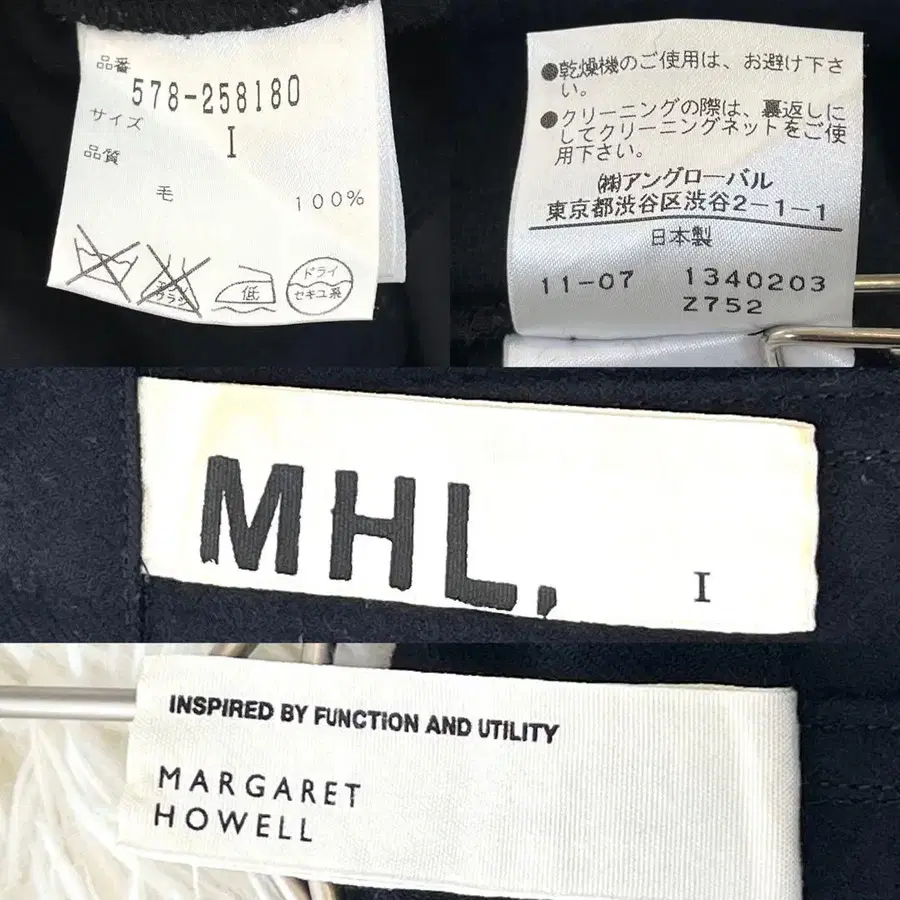 品番
578-258180
サイズ
I
品質
毛
100%
低
ドライ
セキユ系
●乾燥機のご使用は、お避け下さ
い。
●クリーニングの際は、裏返しに
してクリーニングネットをご使
用下さい。
㈱アングローバル
東京都渋谷区渋谷2-1-1
日本製
11-07 1340203
Z752
MHL.
I
INSPIRED BY FUNCTION AND UTILITY
MARGARET
HOWELL